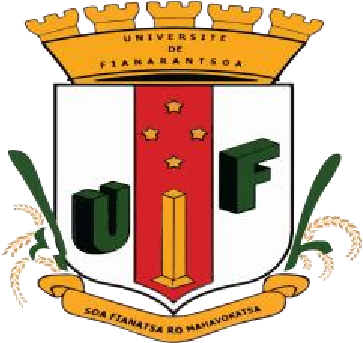 UNIVERSITE
DE
FIANARANTSOA
U F
SOA FIANATSA RO MAHAVOKATSA